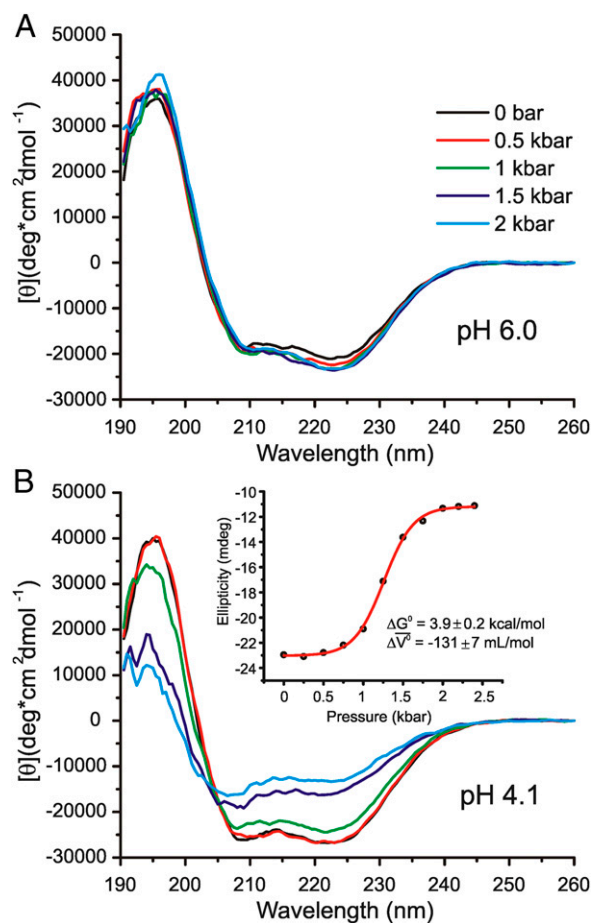 A
50000
40000
30000
20000
10000
0
-10000
-20000
-30000
[θ](deg*cm²dmol⁻¹)
0 bar
0.5 kbar
1 kbar
1.5 kbar
2 kbar
pH 6.0
190 200 210 220 230 240 250 260
Wavelength (nm)
B
50000
40000
30000
20000
10000
0
-10000
-20000
-30000
[θ](deg*cm²dmol⁻¹)
-10
-12
-14
-16
-18
-20
-22
-24
Ellipticity (mdeg)
ΔG⁰ = 3.9±0.2 kcal/mol
ΔV̅⁰ = -131±7 mL/mol
0 0.5 1.0 1.5 2.0 2.5
Pressure (kbar)
pH 4.1
190 200 210 220 230 240 250 260
Wavelength (nm)